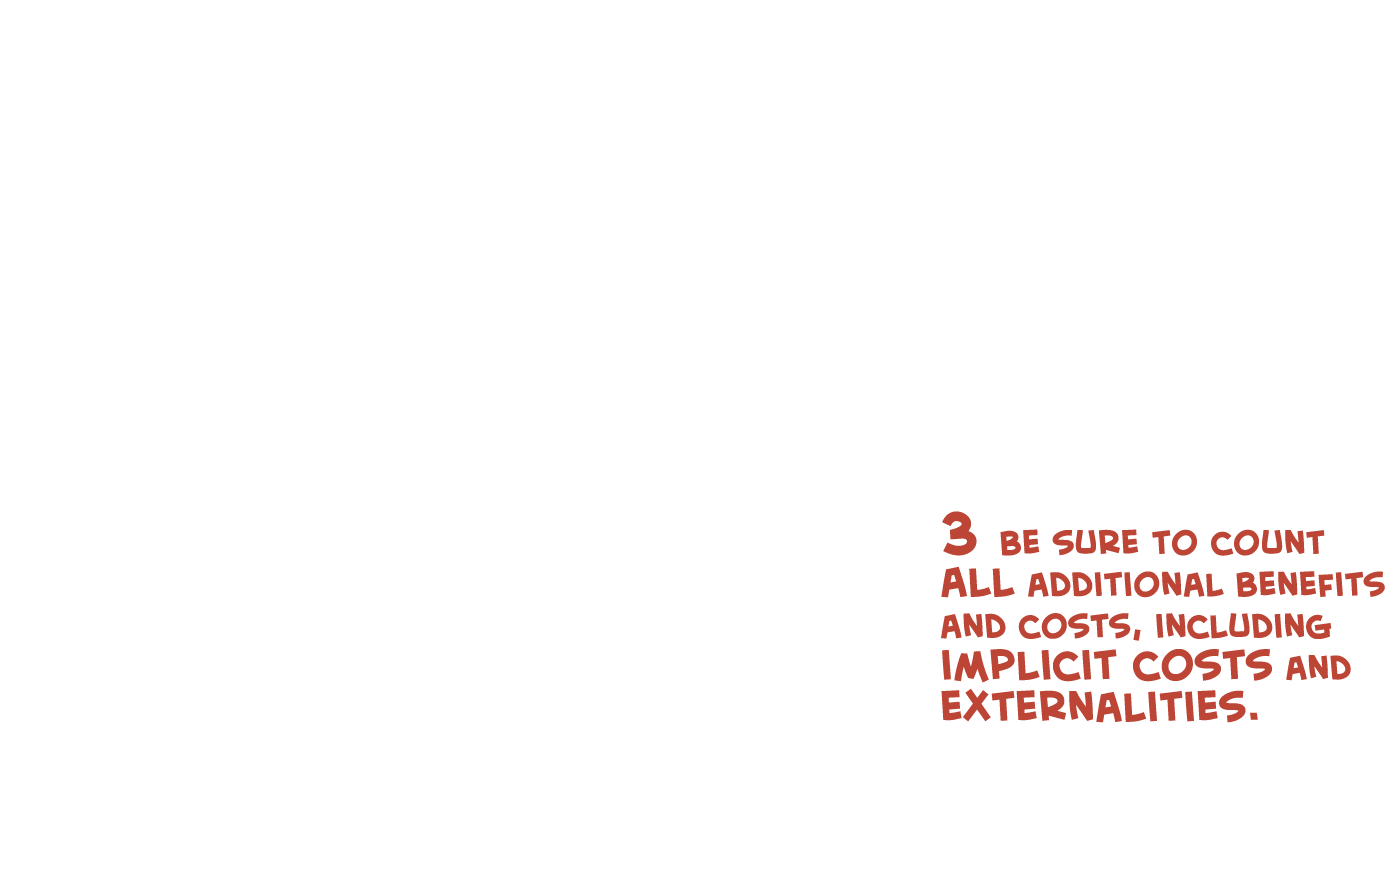 3 BE SURE TO COUNT
ALL ADDITIONAL BENEFITS
AND COSTS, INCLUDING
IMPLICIT COSTS AND
EXTERNALITIES.